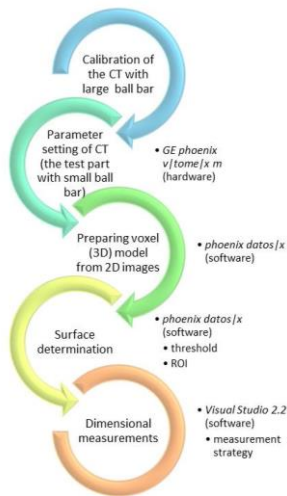 Calibration of
the CT with
large ball bar
Parameter
setting of CT
(the test part
with small ball
bar)
• GE phoenix
v|tome|x m
(hardware)
Preparing voxel
(3D) model
from 2D images
• phoenix datos|x
(software)
Surface
determination
• phoenix datos|x
(software)
• threshold
• ROI
Dimensional
measurements
• Visual Studio 2.2
(software)
• measurement
strategy